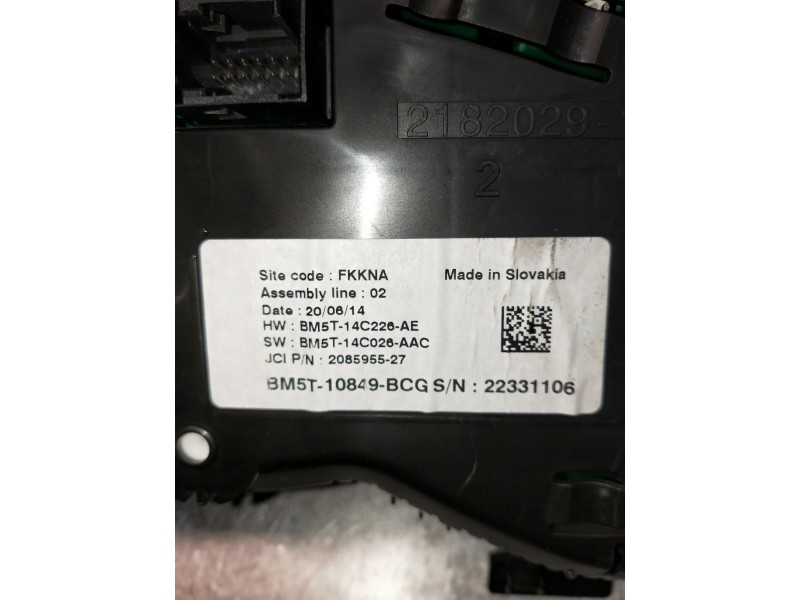 2182029-
2
Site code : FKKNA
Made in Slovakia
Assembly line : 02
Date : 20/06/14
HW : BM5T-14C226-AE
SW : BM5T-14C026-AAC
JCI P/N : 2085955-27
BM5T-10849-BCG S/N : 22331106